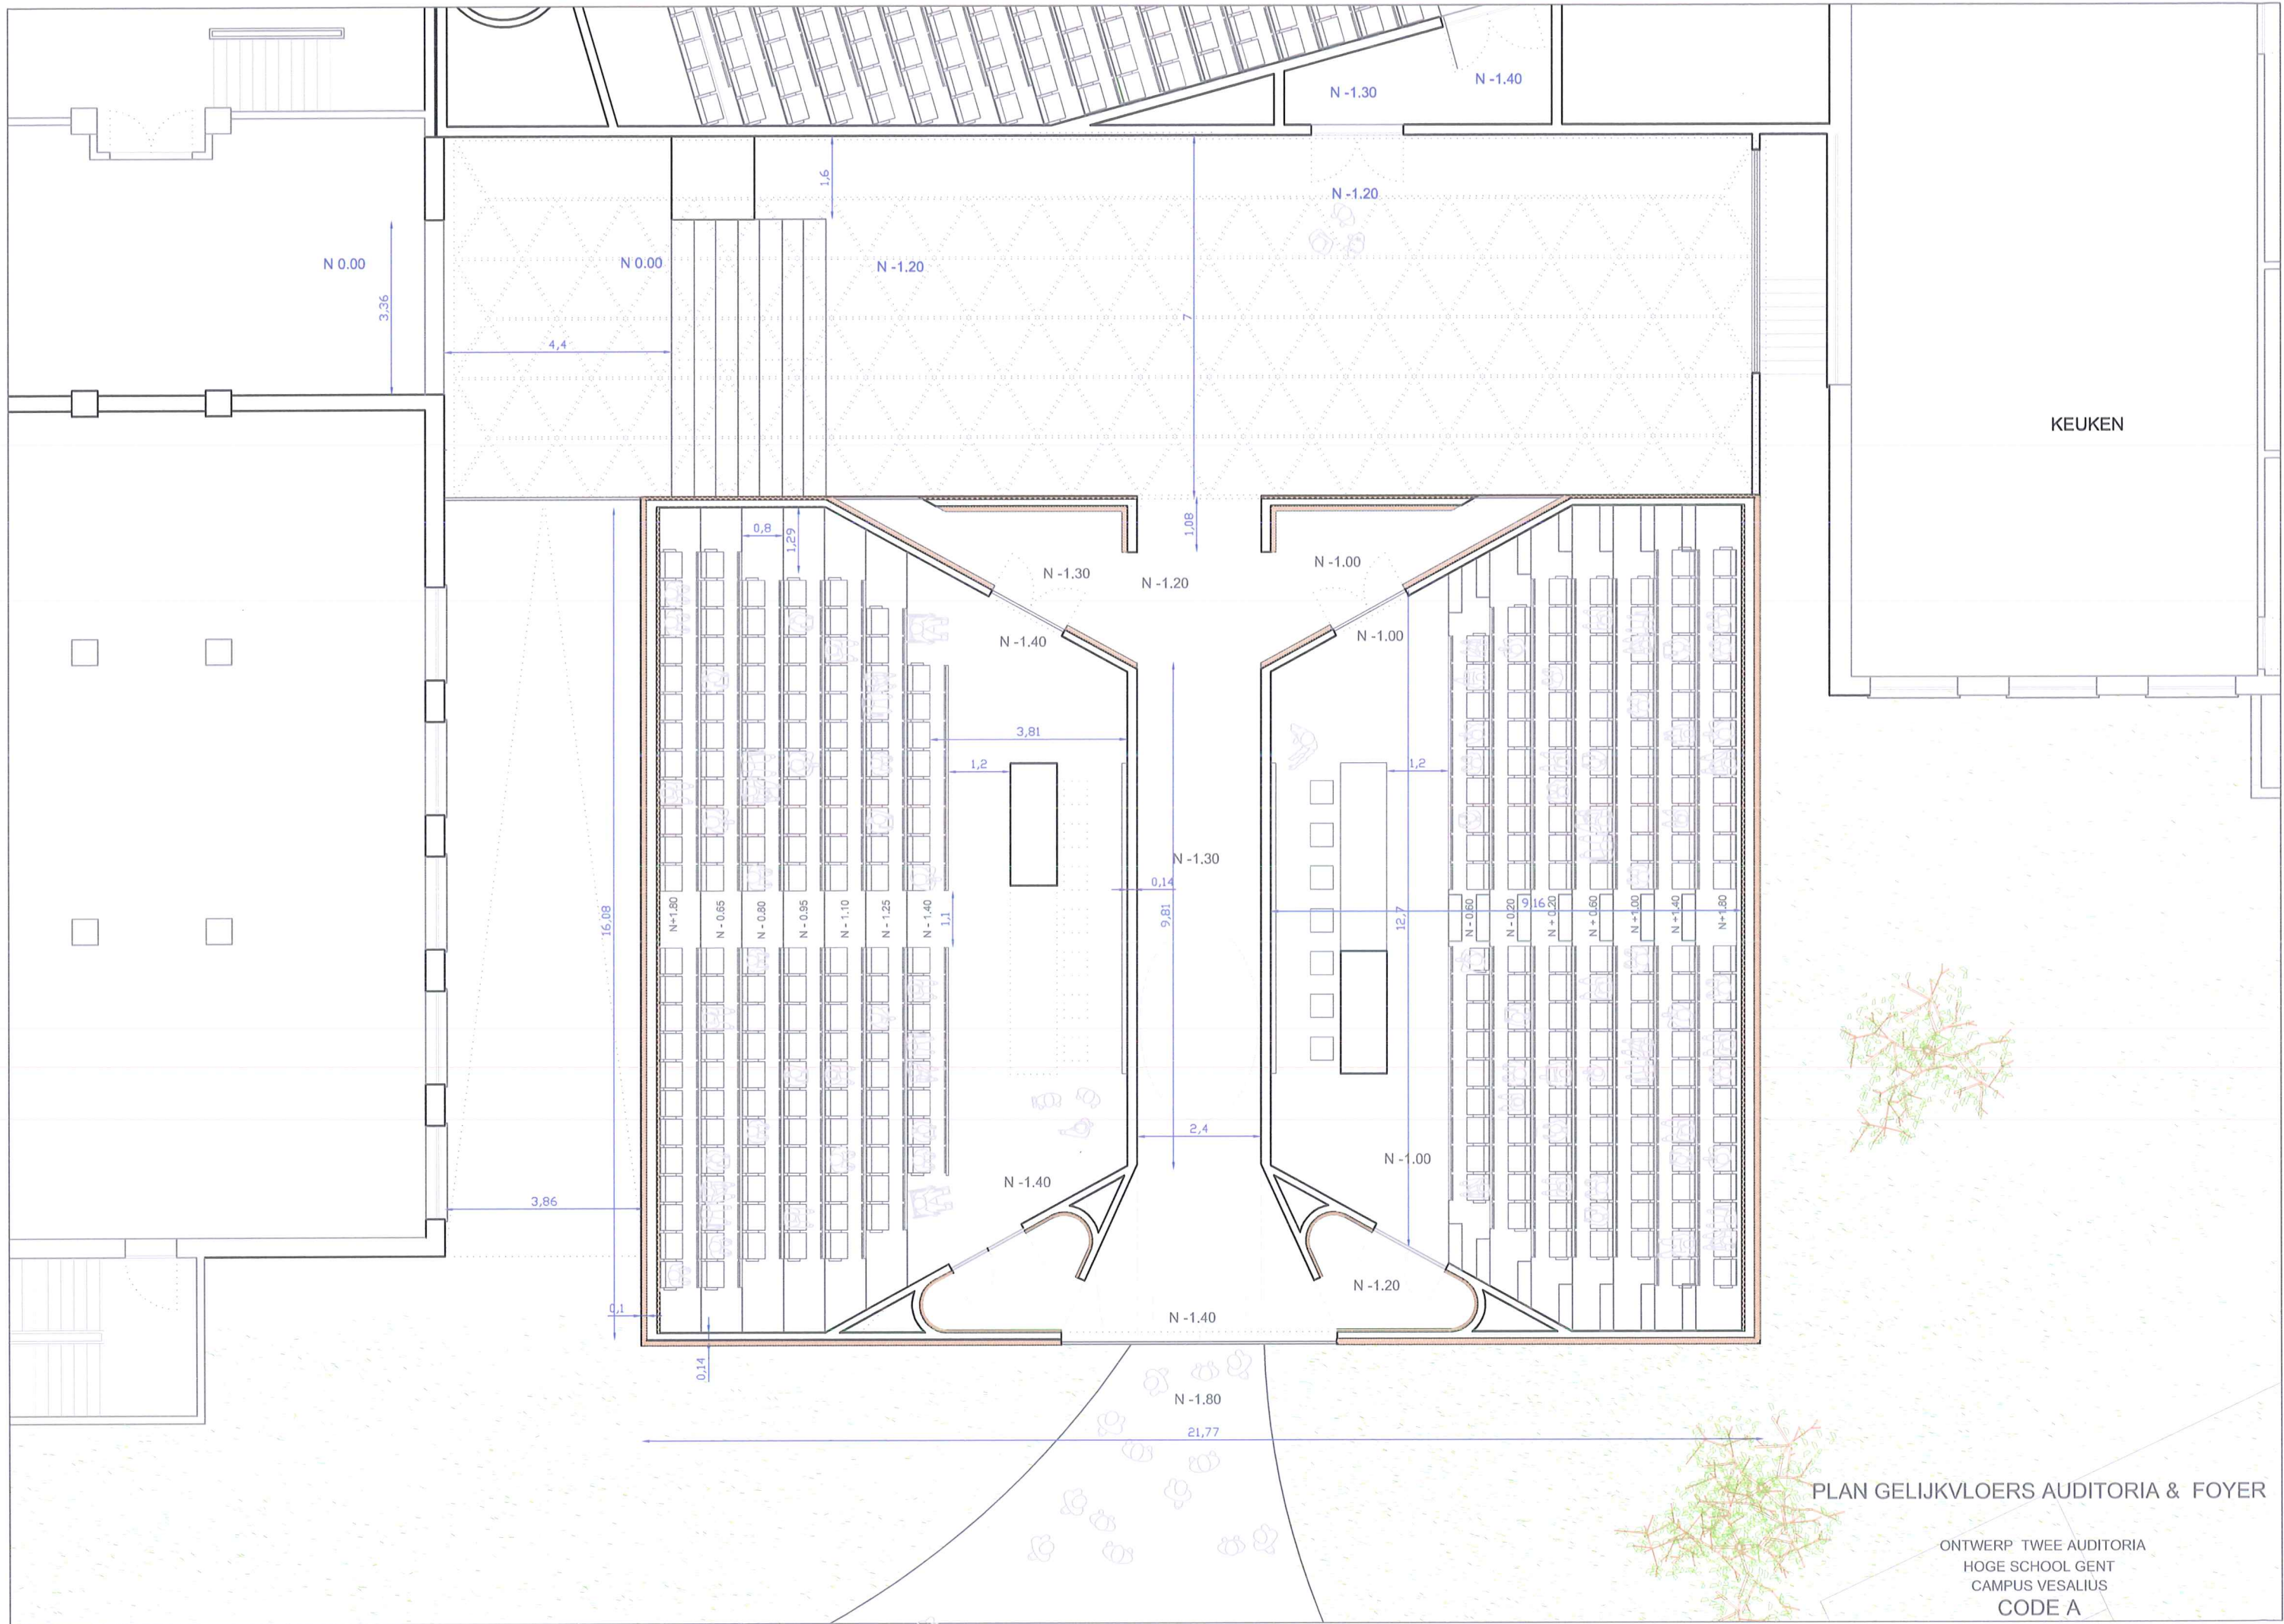 N -1.40
N -1.30
1,6
N -1.20
N 0.00
N 0.00
N -1.20
3,36
7
4,4
KEUKEN
0,8
1,29
1,08
N -1.30
N -1.20
N -1.00
N -1.40
N -1.00
3,81
1,2
1,2
N -1.30
0,14
16,08
N+1.80
N - 0.65
N - 0.80
N - 0.95
N - 1.10
N - 1.25
N - 1.40
1,1
9,81
12,7
9,16
N - 0.60
N - 0.20
N + 0.20
N + 0.60
N +1.00
N +1.40
N+1.80
2,4
N -1.00
N -1.40
3,86
N -1.20
0,1
N -1.40
0,14
N -1.80
21,77
PLAN GELIJKVLOERS AUDITORIA & FOYER
ONTWERP TWEE AUDITORIA
HOGE SCHOOL GENT
CAMPUS VESALIUS
CODE A